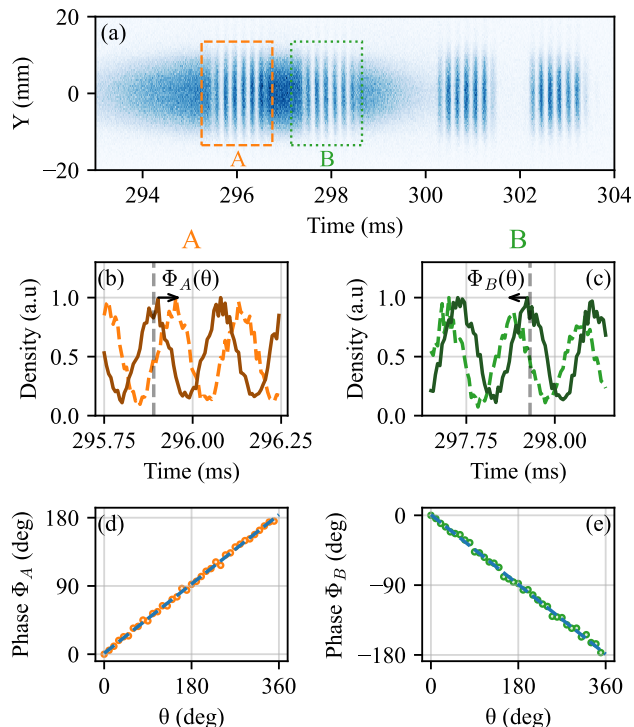 (a)
Y (mm)
20
0
−20
A
B
294
296
298
300
302
304
Time (ms)
A
B
(b)
Φ_A(θ)
Density (a.u)
1.0
0.5
0.0
295.75
296.00
296.25
Time (ms)
Φ_B(θ)
(c)
Density (a.u)
1.0
0.5
0.0
297.75
298.00
Time (ms)
(d)
Phase Φ_A (deg)
180
90
0
0
180
360
θ (deg)
(e)
Phase Φ_B (deg)
0
−90
−180
0
180
360
θ (deg)